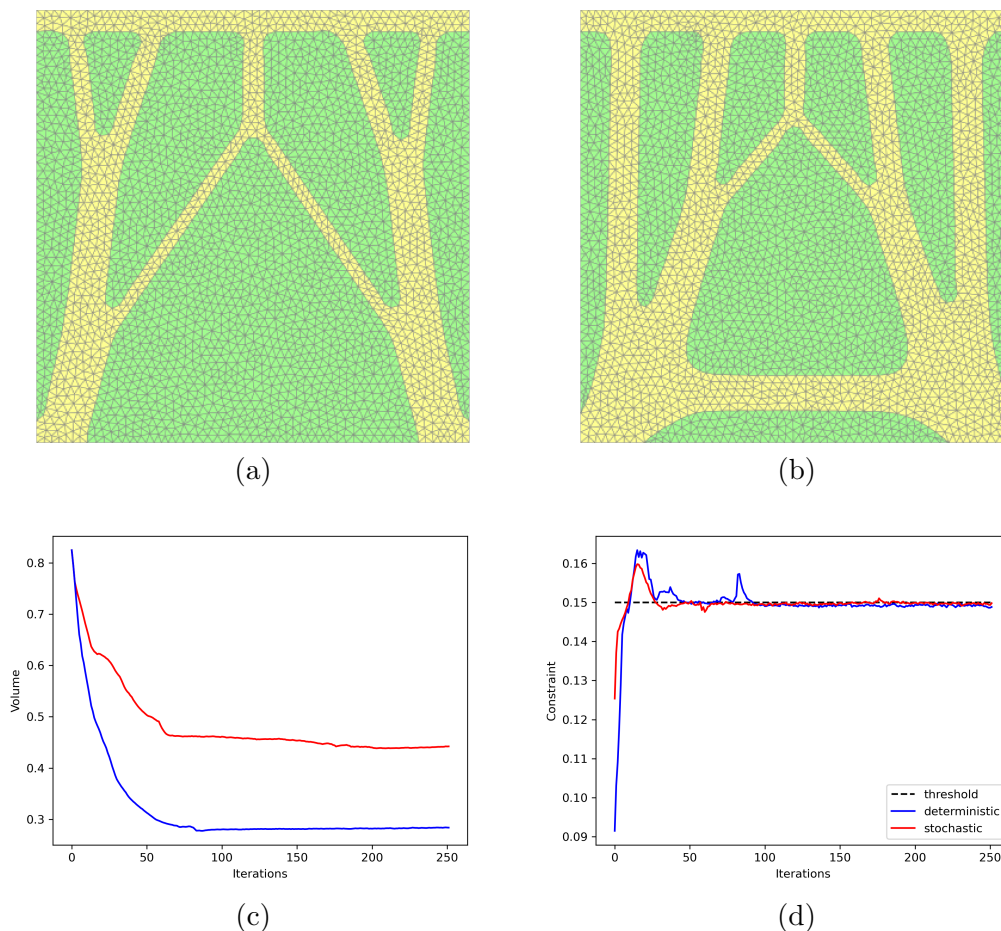 (a)
(b)
0.8
0.7
0.6
0.5
0.4
0.3
Volume
0
50
100
150
200
250
Iterations
(c)
0.16
0.15
0.14
0.13
0.12
0.11
0.10
0.09
Constraint
threshold
deterministic
stochastic
0
50
100
150
200
250
Iterations
(d)